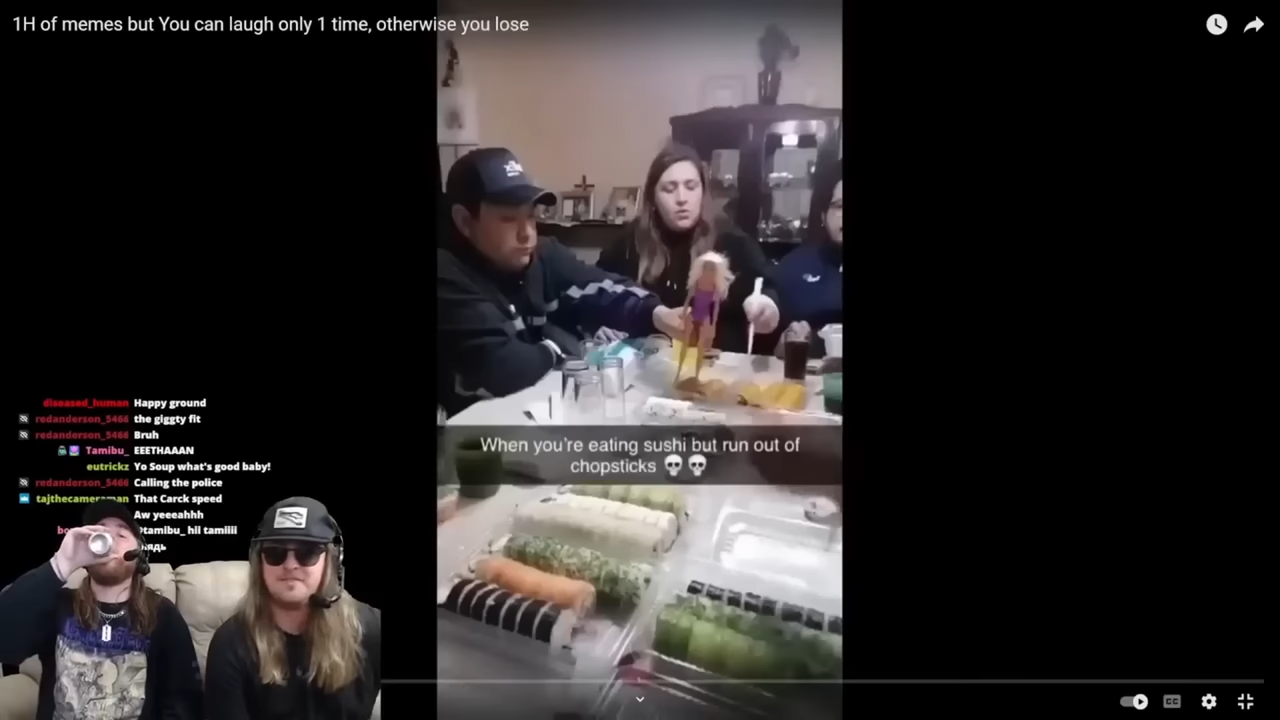 1H of memes but You can laugh only 1 time, otherwise you lose
diseased_human Happy ground
redanderson_5466 the giggty fit
redanderson_5466 Bruh
Tamibu_ EEETHAAAN
eutrickz Yo Soup what's good baby!
redanderson_5466 Calling the police
tajthecameraman That Carck speed
Aw yeeeahhh
tamibu_ hii tamiiii
When you're eating sushi but run out of
chopsticks 💀💀
CC